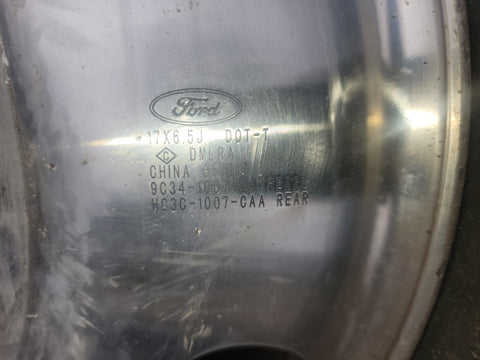 Ford
17X6.5J DOT-T
C
CHINA
HC3C-1007-CAA REAR